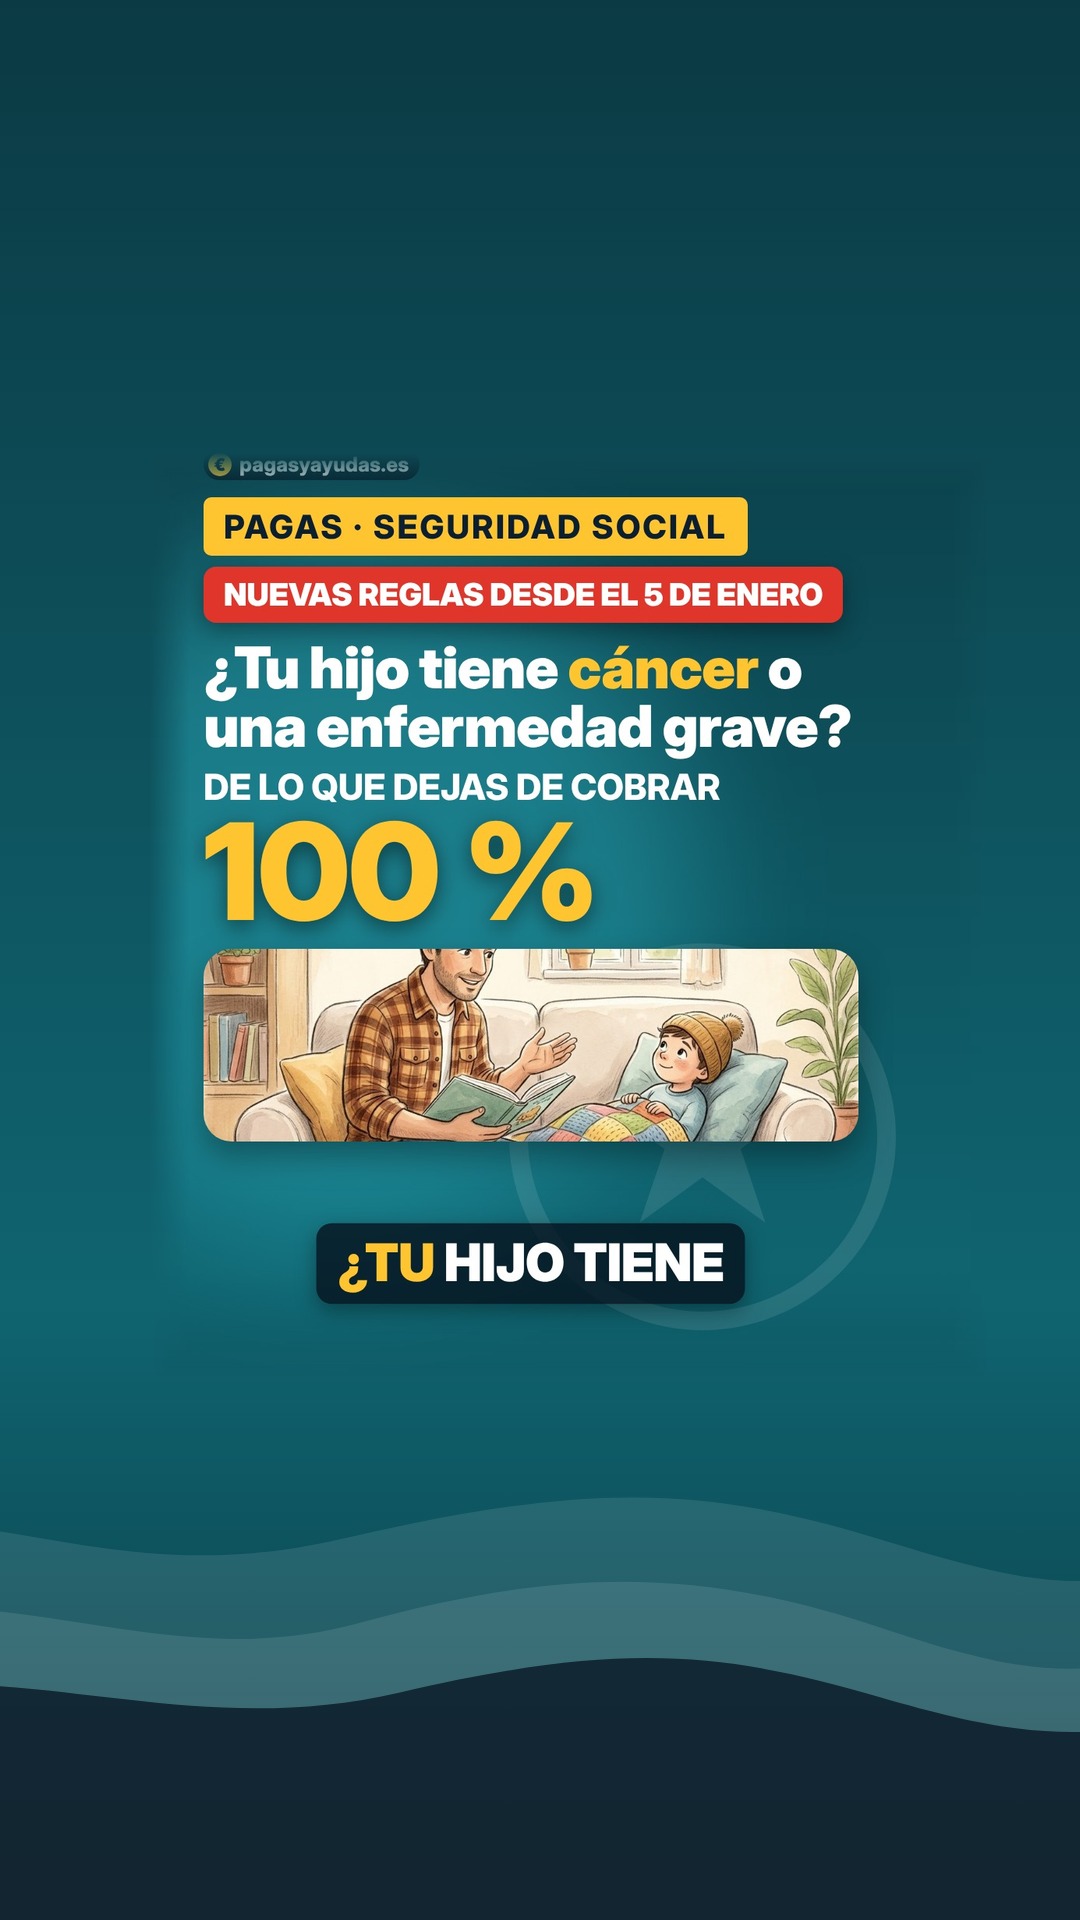 € pagasyayudas.es
PAGAS · SEGURIDAD SOCIAL
NUEVAS REGLAS DESDE EL 5 DE ENERO
¿Tu hijo tiene cáncer o
una enfermedad grave?
DE LO QUE DEJAS DE COBRAR
100 %
¿TU HIJO TIENE